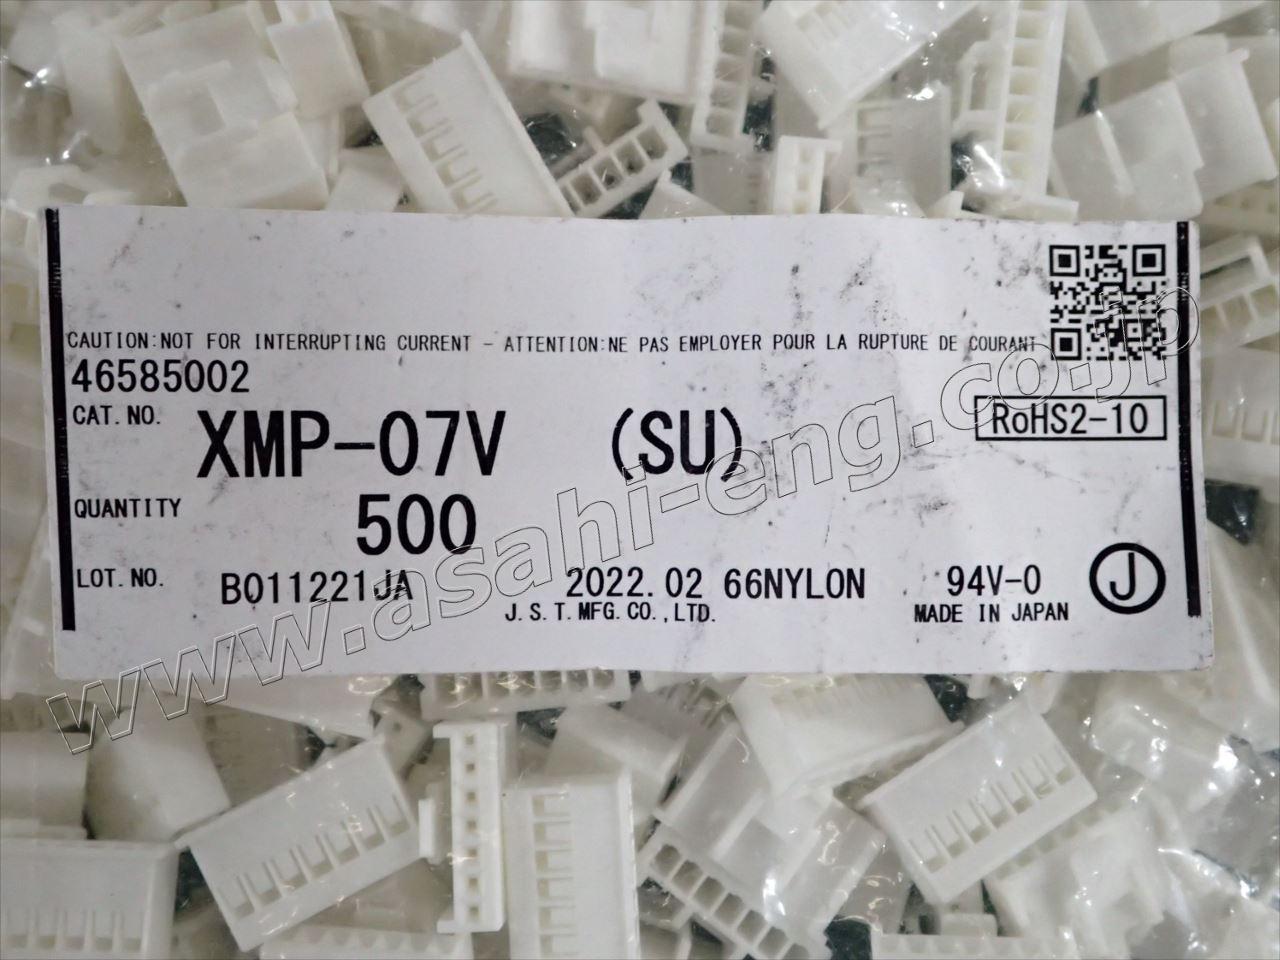 CAUTION:NOT FOR INTERRUPTING CURRENT - ATTENTION:NE PAS EMPLOYER POUR LA RUPTURE DE COURANT
46585002
CAT.NO. XMP-07V (SU) RoHS2-10
QUANTITY 500
LOT.NO. B011221JA 2022.02 66NYLON 94V-0 J
J.S.T.MFG.CO.,LTD. MADE IN JAPAN
www.asahi-eng.co.jp